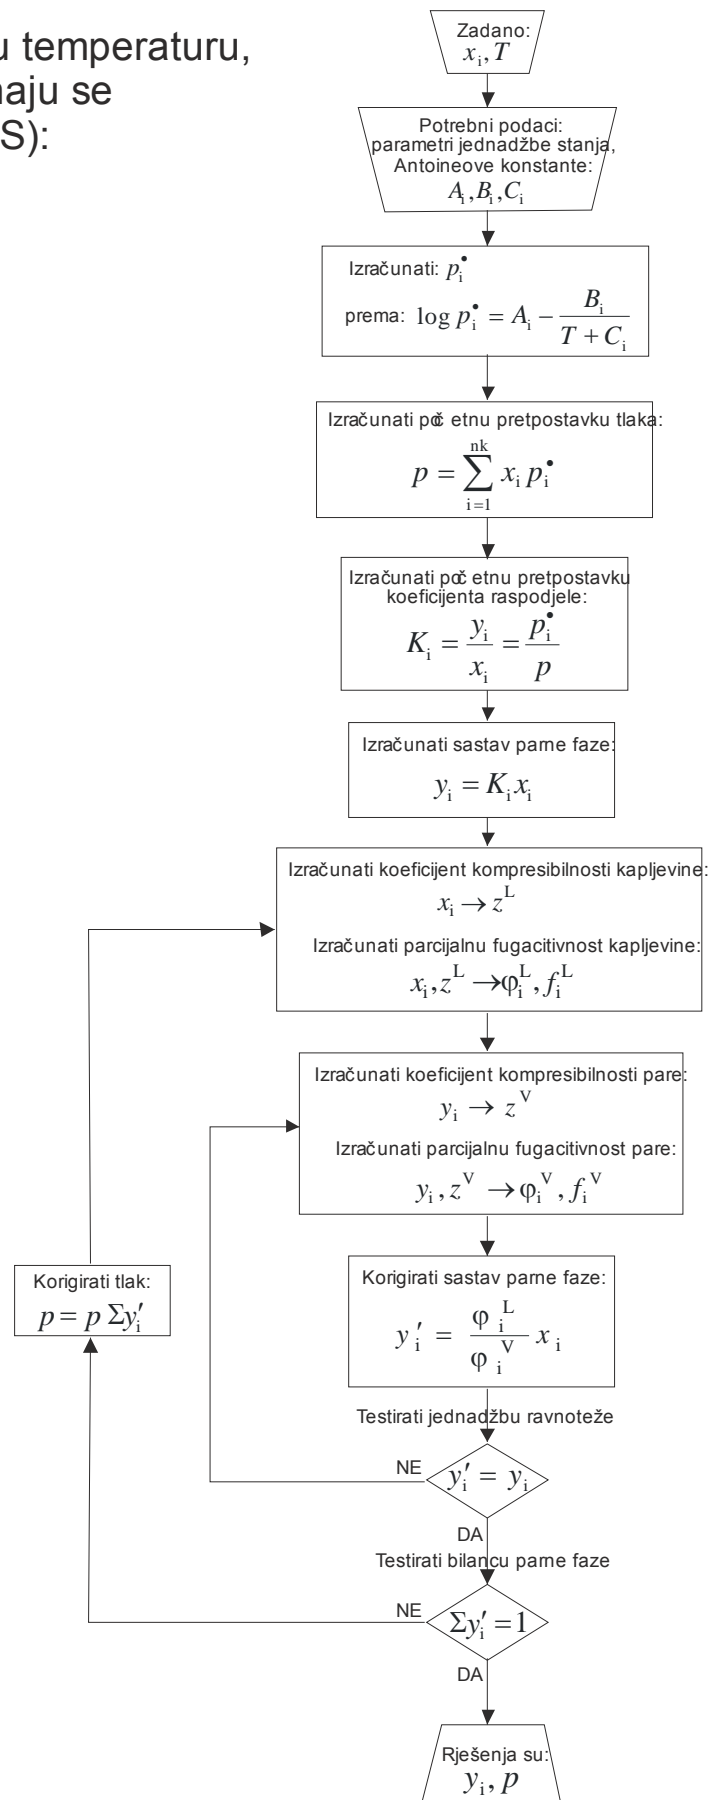 u temperaturu,
naju se
S):
Zadano:
x_i, T
Potrebni podaci:
parametri jednadžbe stanja,
Antoineove konstante:
A_i, B_i, C_i
Izračunati: p_i^•
prema: log p_i^• = A_i − B_i / (T + C_i)
Izračunati poč etnu pretpostavku tlaka:
p = Σ_{i=1}^{nk} x_i p_i^•
Izračunati poč etnu pretpostavku
koeficijenta raspodjele:
K_i = y_i / x_i = p_i^• / p
Izračunati sastav parne faze:
y_i = K_i x_i
Izračunati koeficijent kompresibilnosti kapljevine:
x_i → z^L
Izračunati parcijalnu fugacitivnost kapljevine:
x_i, z^L → φ_i^L, f_i^L
Izračunati koeficijent kompresibilnosti pare:
y_i → z^V
Izračunati parcijalnu fugacitivnost pare:
y_i, z^V → φ_i^V, f_i^V
Korigirati tlak:
p = p Σy_i′
Korigirati sastav parne faze:
y_i′ = φ_i^L / φ_i^V x_i
Testirati jednadžbu ravnoteže
NE
y_i′ = y_i
DA
Testirati bilancu parne faze
NE
Σy_i′ = 1
DA
Rješenja su:
y_i, p